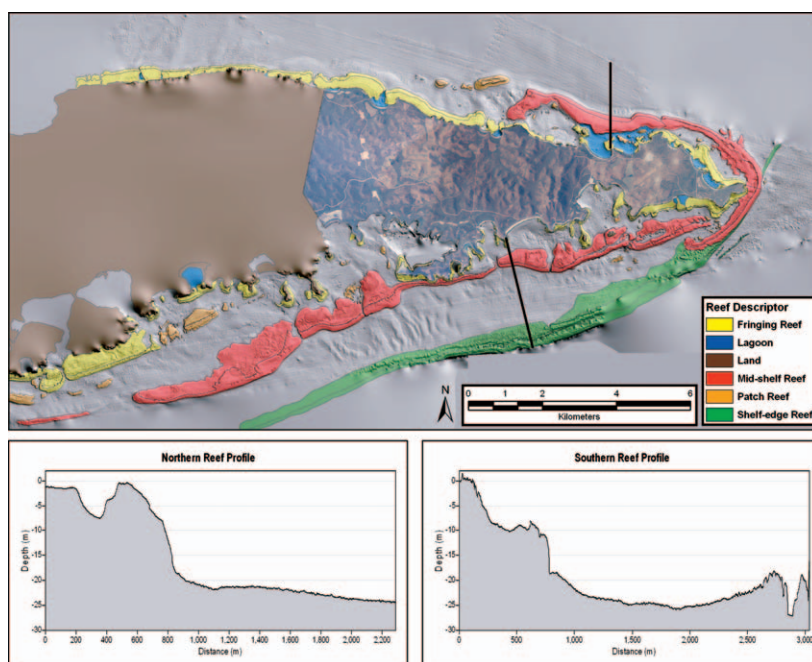 N
0 1 2 4 6
Kilometers
Reef Descriptor
Fringing Reef
Lagoon
Land
Mid-shelf Reef
Patch Reef
Shelf-edge Reef
Northern Reef Profile
Depth (m)
0
-5
-10
-15
-20
-25
-30
0 200 400 600 800 1,000 1,200 1,400 1,600 1,800 2,000 2,200
Distance (m)
Southern Reef Profile
Depth (m)
0
-5
-10
-15
-20
-25
-30
0 500 1,000 1,500 2,000 2,500 3,000
Distance (m)